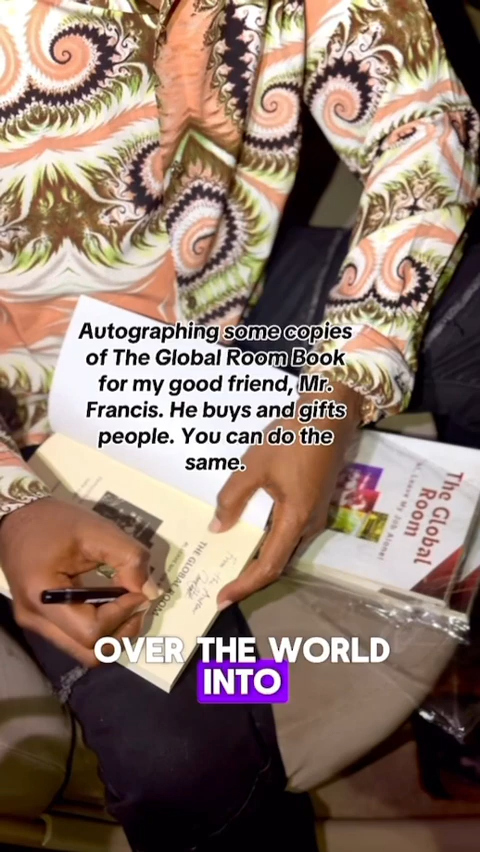 Autographing some copies
of The Global Room Book
for my good friend, Mr.
Francis. He buys and gifts
people. You can do the
same.
The Global
Room
THE GLOBAL ROOM
From
OVER THE WORLD
INTO